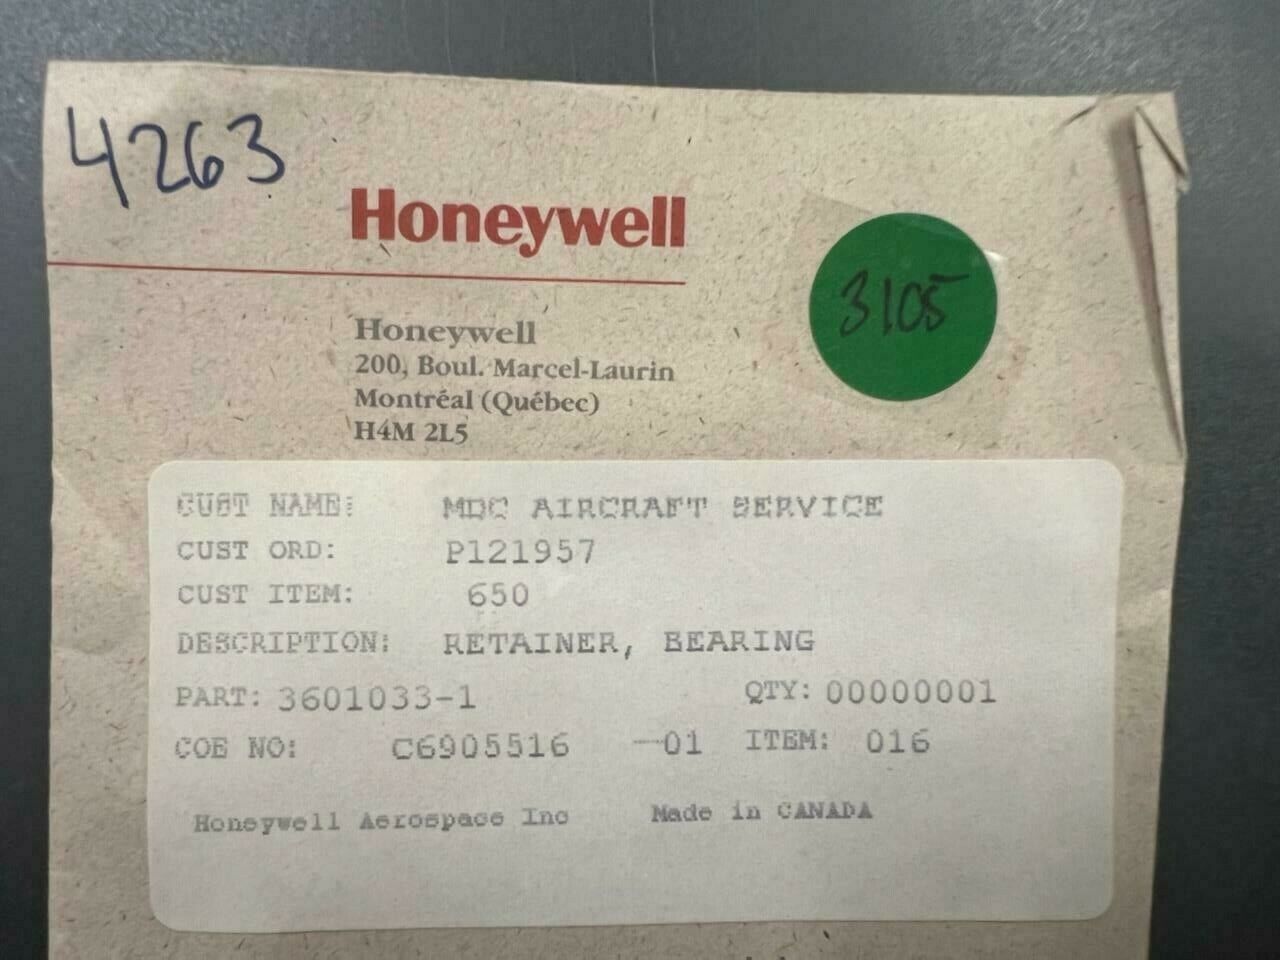 4263
Honeywell
3105
Honeywell
200, Boul. Marcel-Laurin
Montréal (Québec)
H4M 2L5
CUST NAME: MDC AIRCRAFT SERVICE
CUST ORD: P121957
CUST ITEM: 650
DESCRIPTION: RETAINER, BEARING
PART: 3601033-1 QTY: 00000001
COE NO: C6905516 -01 ITEM: 016
Honeywell Aerospace Inc Made in CANADA